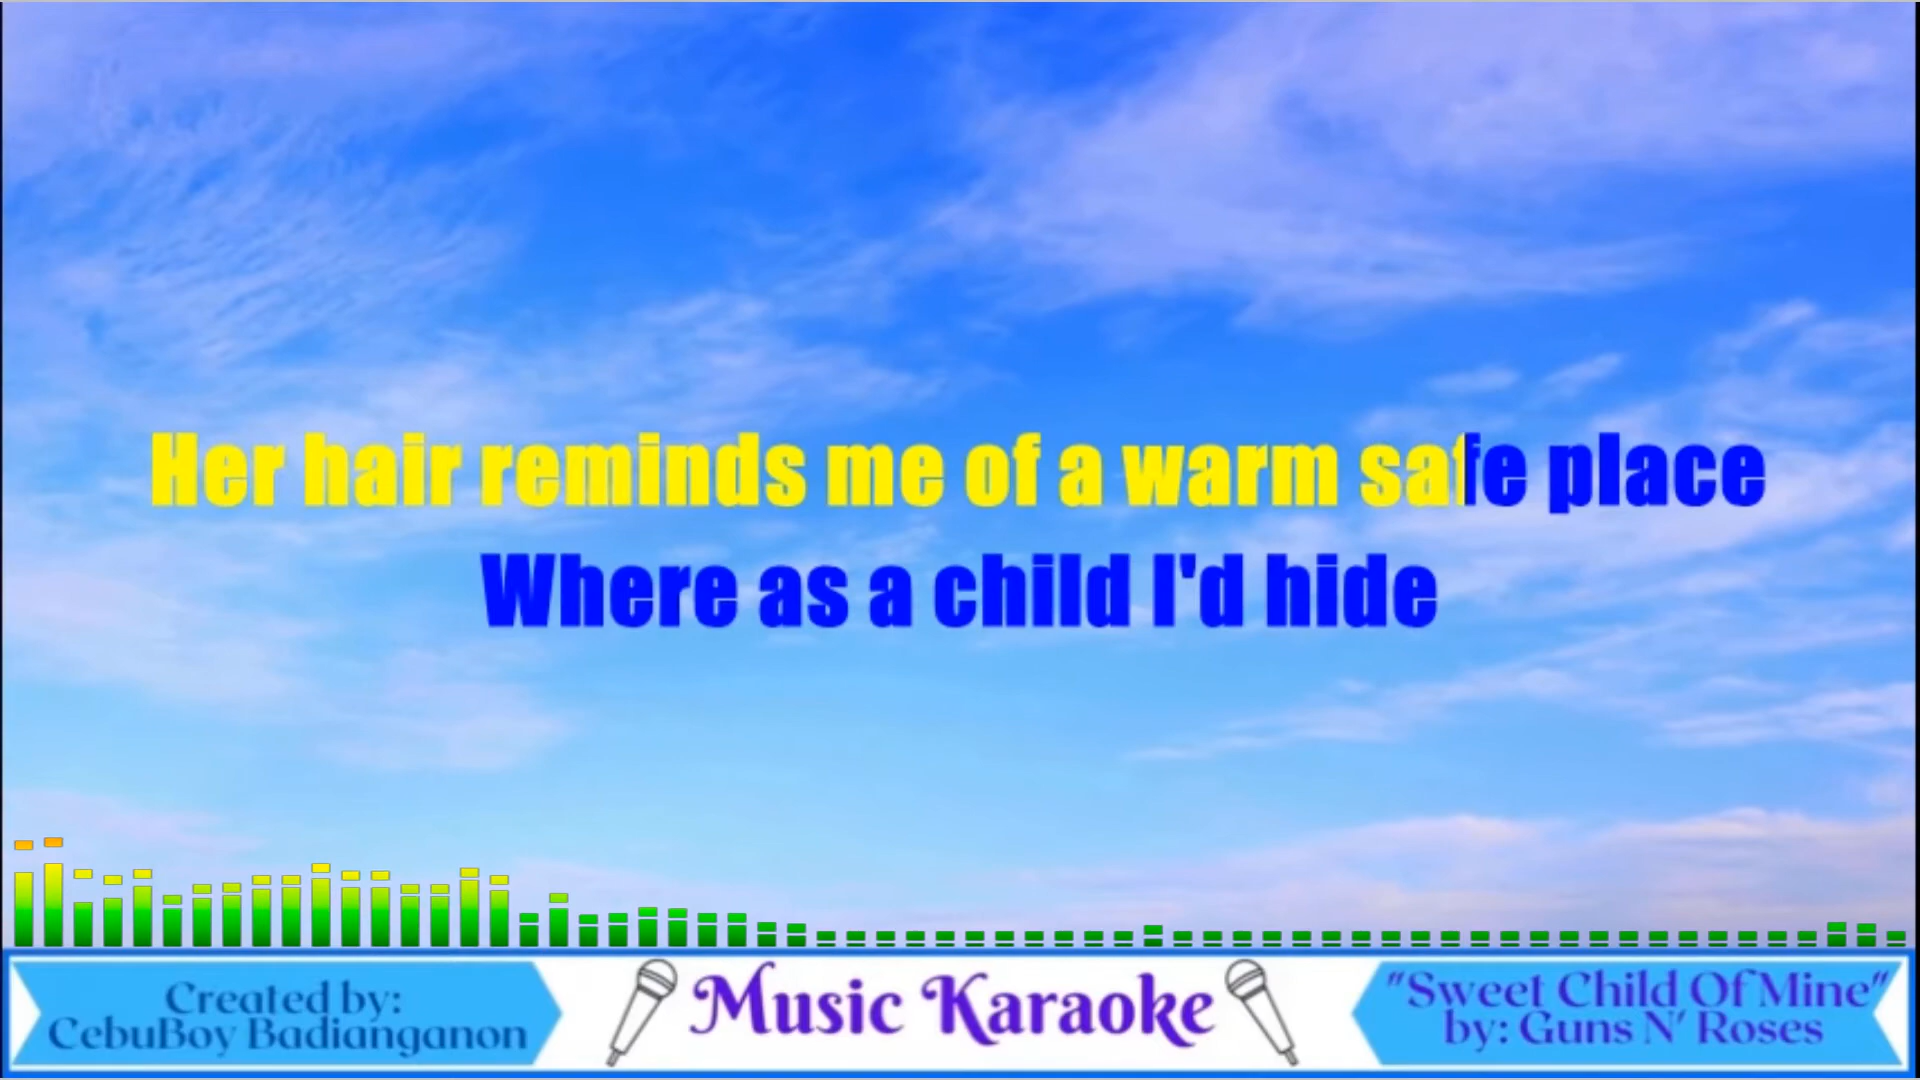 Her hair reminds me of a warm safe place
Where as a child I'd hide
Created by:
CebuBoy Badianganon
Music Karaoke
"Sweet Child Of Mine"
by: Guns N' Roses